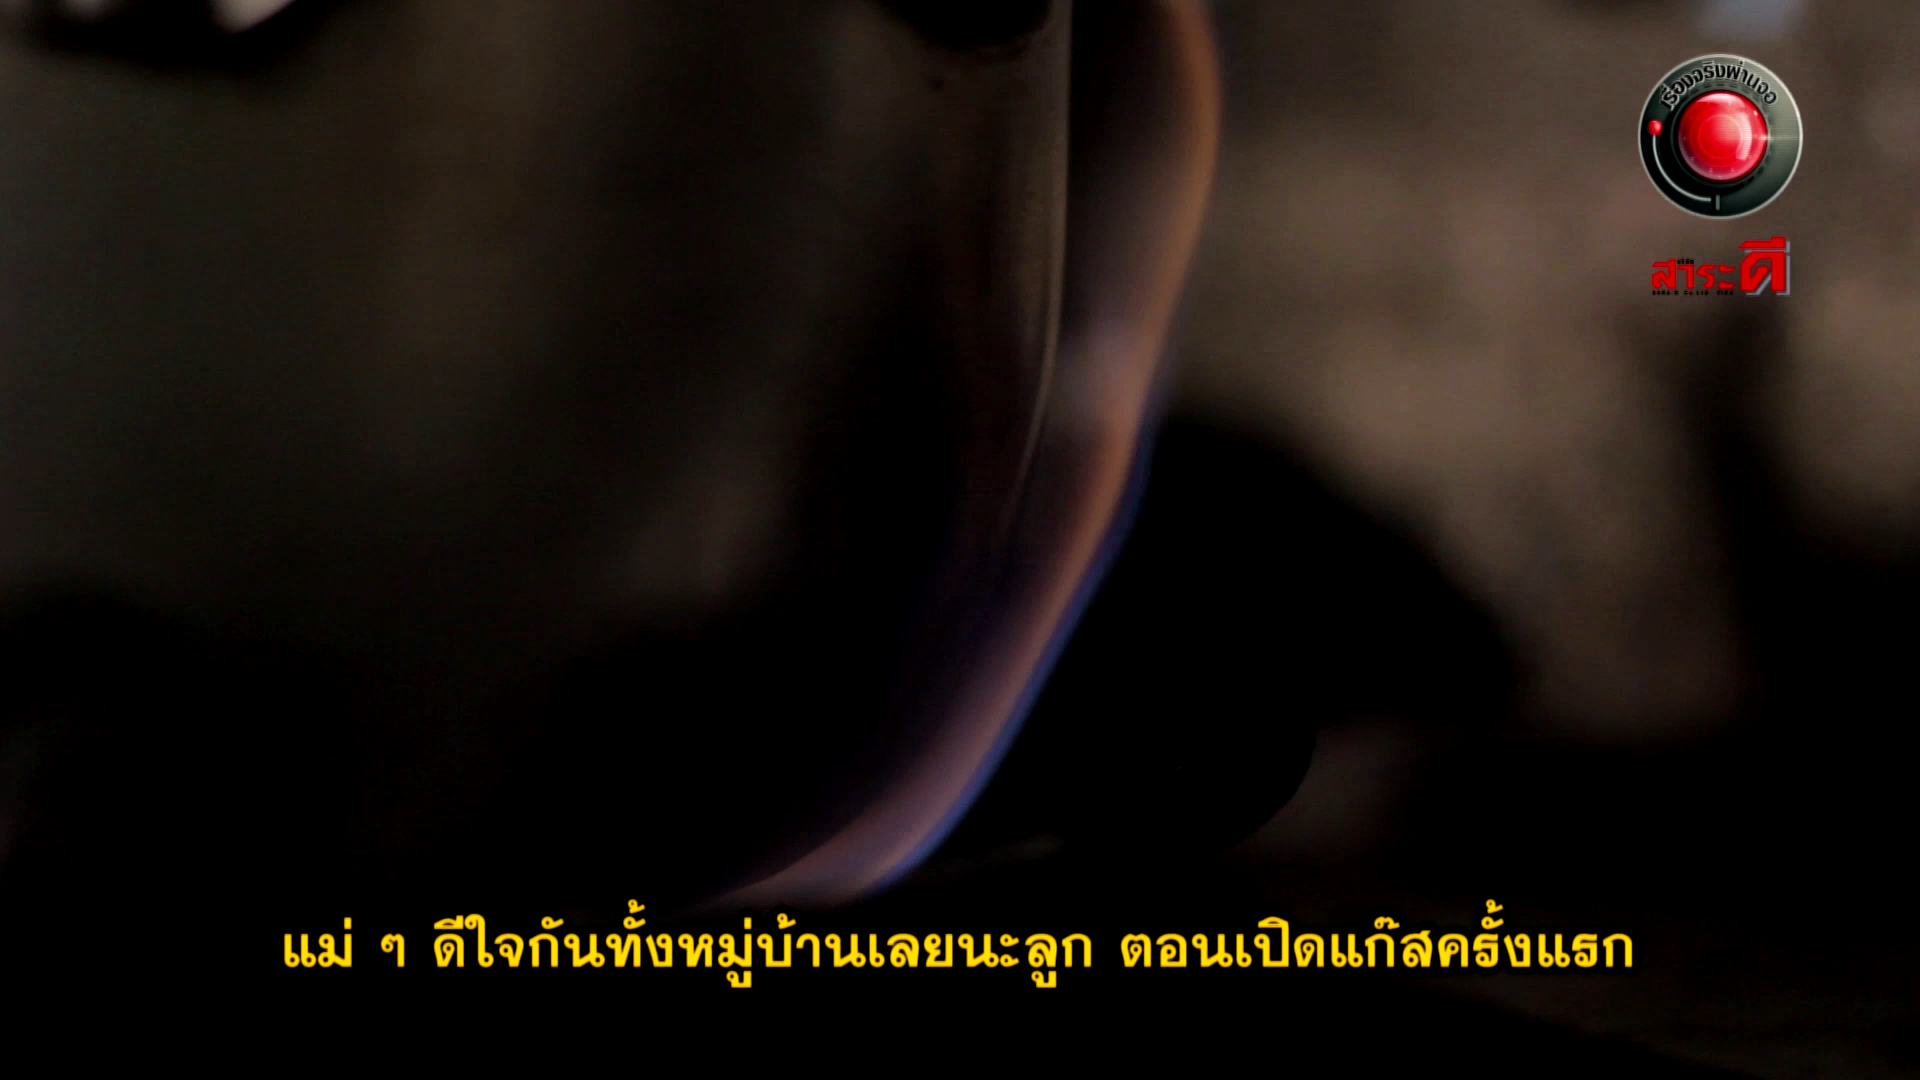 เรื่องจริงผ่านจอ
สาระดี
แม่ ๆ ดีใจกันทั้งหมู่บ้านเลยนะลูก ตอนเปิดแก๊สครั้งแรก